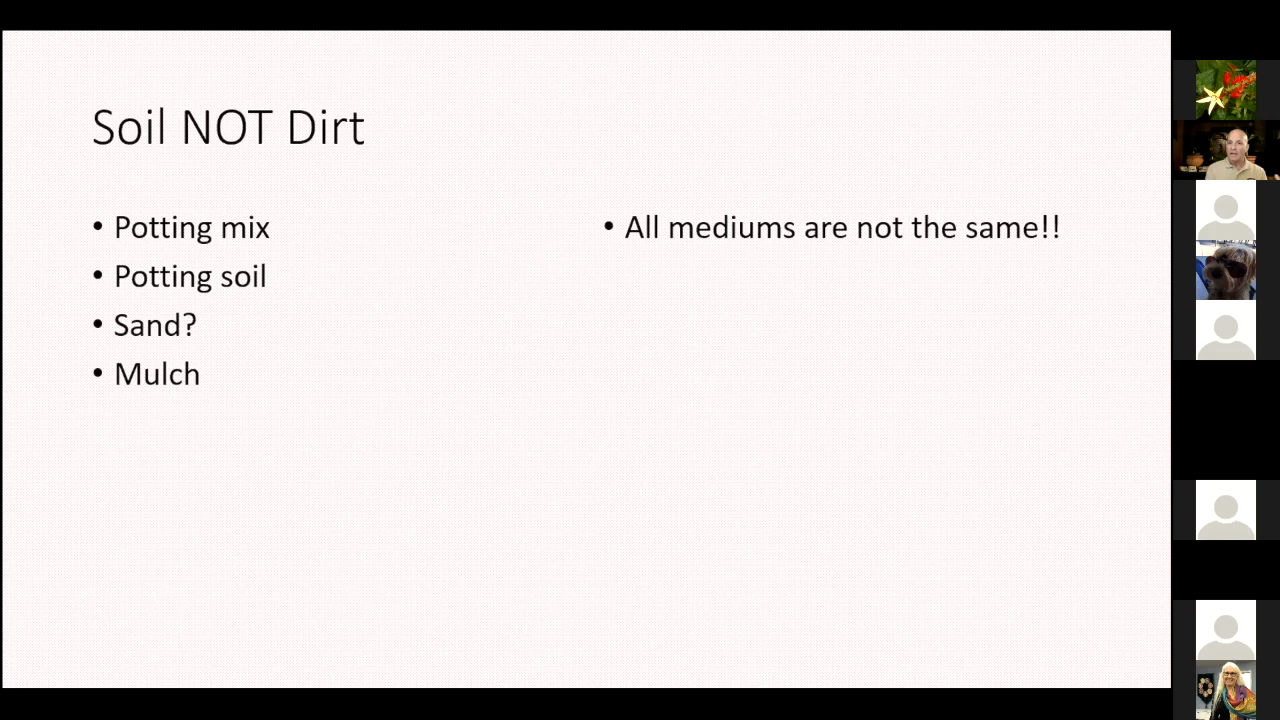 Soil NOT Dirt
• Potting mix
• Potting soil
• Sand?
• Mulch
• All mediums are not the same!!